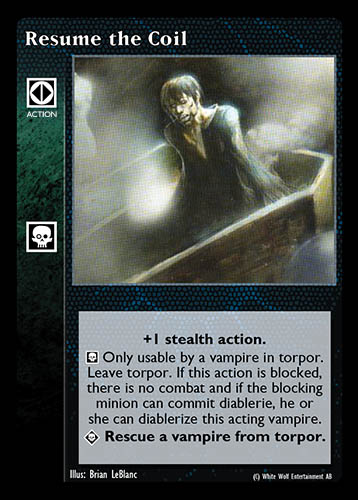 Resume the Coil
ACTION
+1 stealth action.
Only usable by a vampire in torpor.
Leave torpor. If this action is blocked,
there is no combat and if the blocking
minion can commit diablerie, he or
she can diablerize this acting vampire.
Rescue a vampire from torpor.
Illus: Brian LeBlanc
(C) White Wolf Entertainment AB